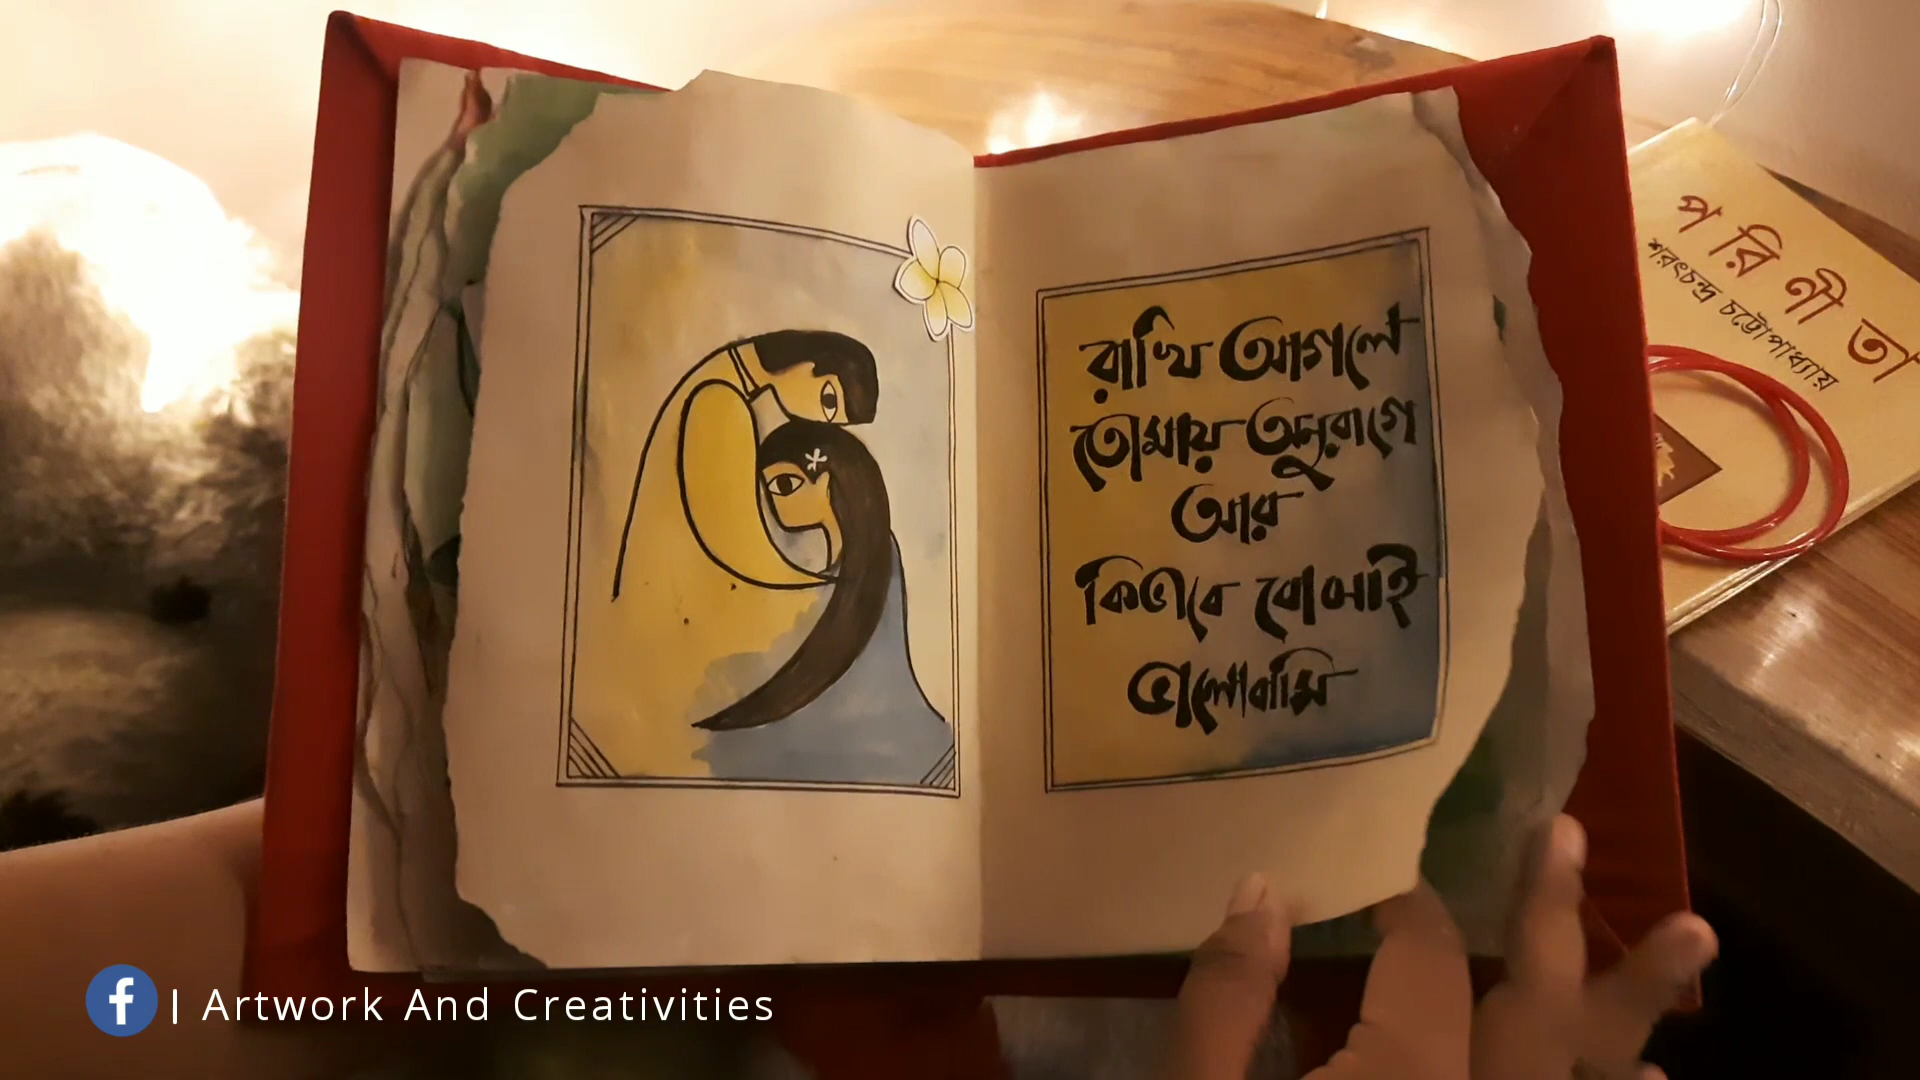 রাখি আগলে
তোমায় অনুরাগে
আর
কিভাবে বোঝাই
ভালোবাসি
পরিণীতা
শরৎচন্দ্র চট্টোপাধ্যায়
f | Artwork And Creativities